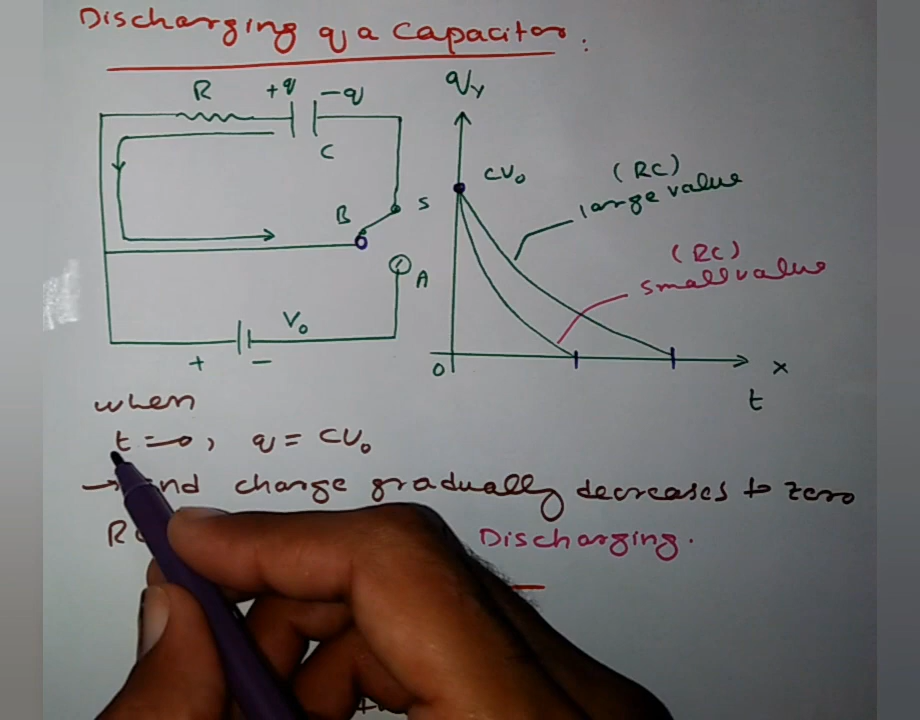 Discharging of a Capacitor.
R +q -q
C
B S
A
V₀
+ -
q y
CV₀
(RC)
large value
(RC)
small value
0 x
t
when
t=0, q = CV₀
→ and charge gradually decreases to zero
Discharging.